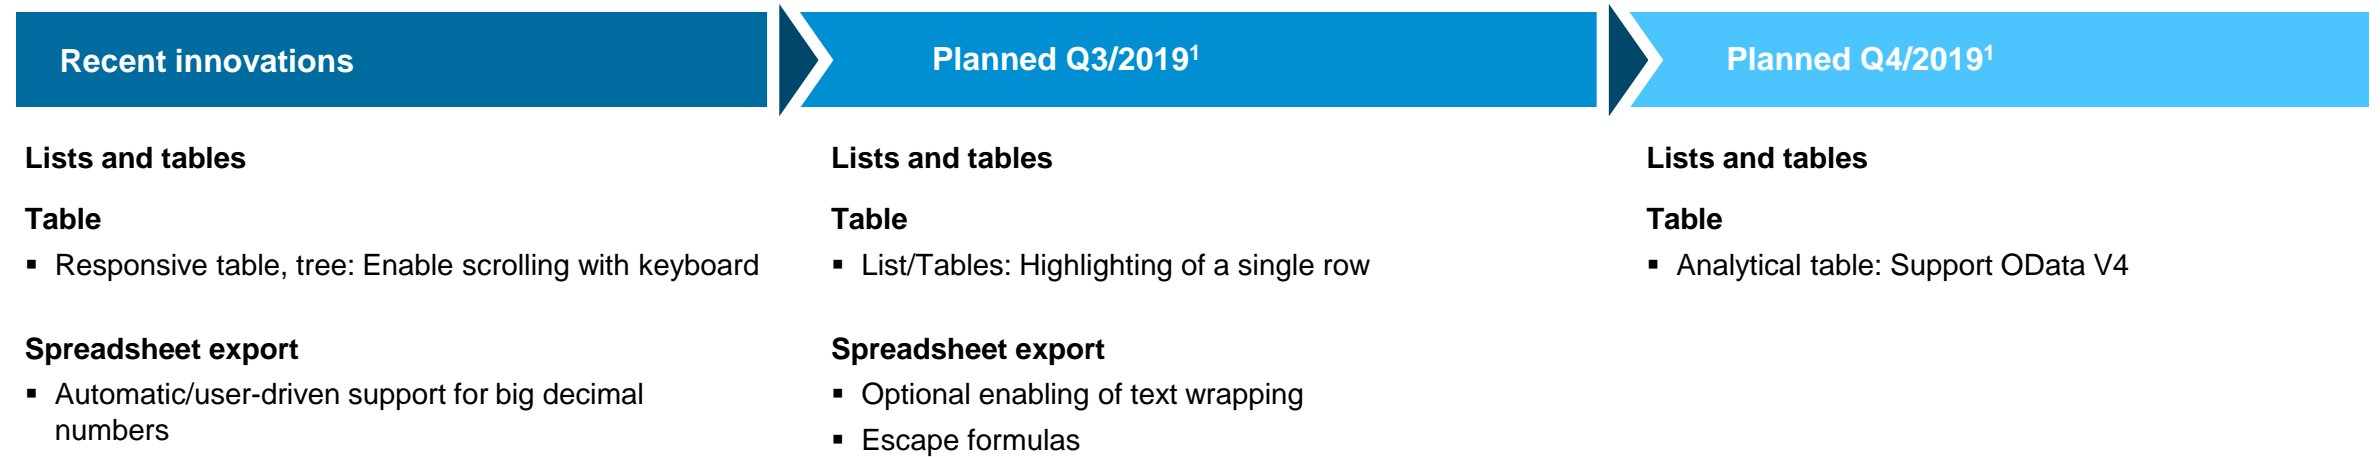 Recent innovations
Planned Q3/2019¹
Planned Q4/2019¹
Lists and tables
Table
▪ Responsive table, tree: Enable scrolling with keyboard
Spreadsheet export
▪ Automatic/user-driven support for big decimal
numbers
Lists and tables
Table
▪ List/Tables: Highlighting of a single row
Spreadsheet export
▪ Optional enabling of text wrapping
▪ Escape formulas
Lists and tables
Table
▪ Analytical table: Support OData V4